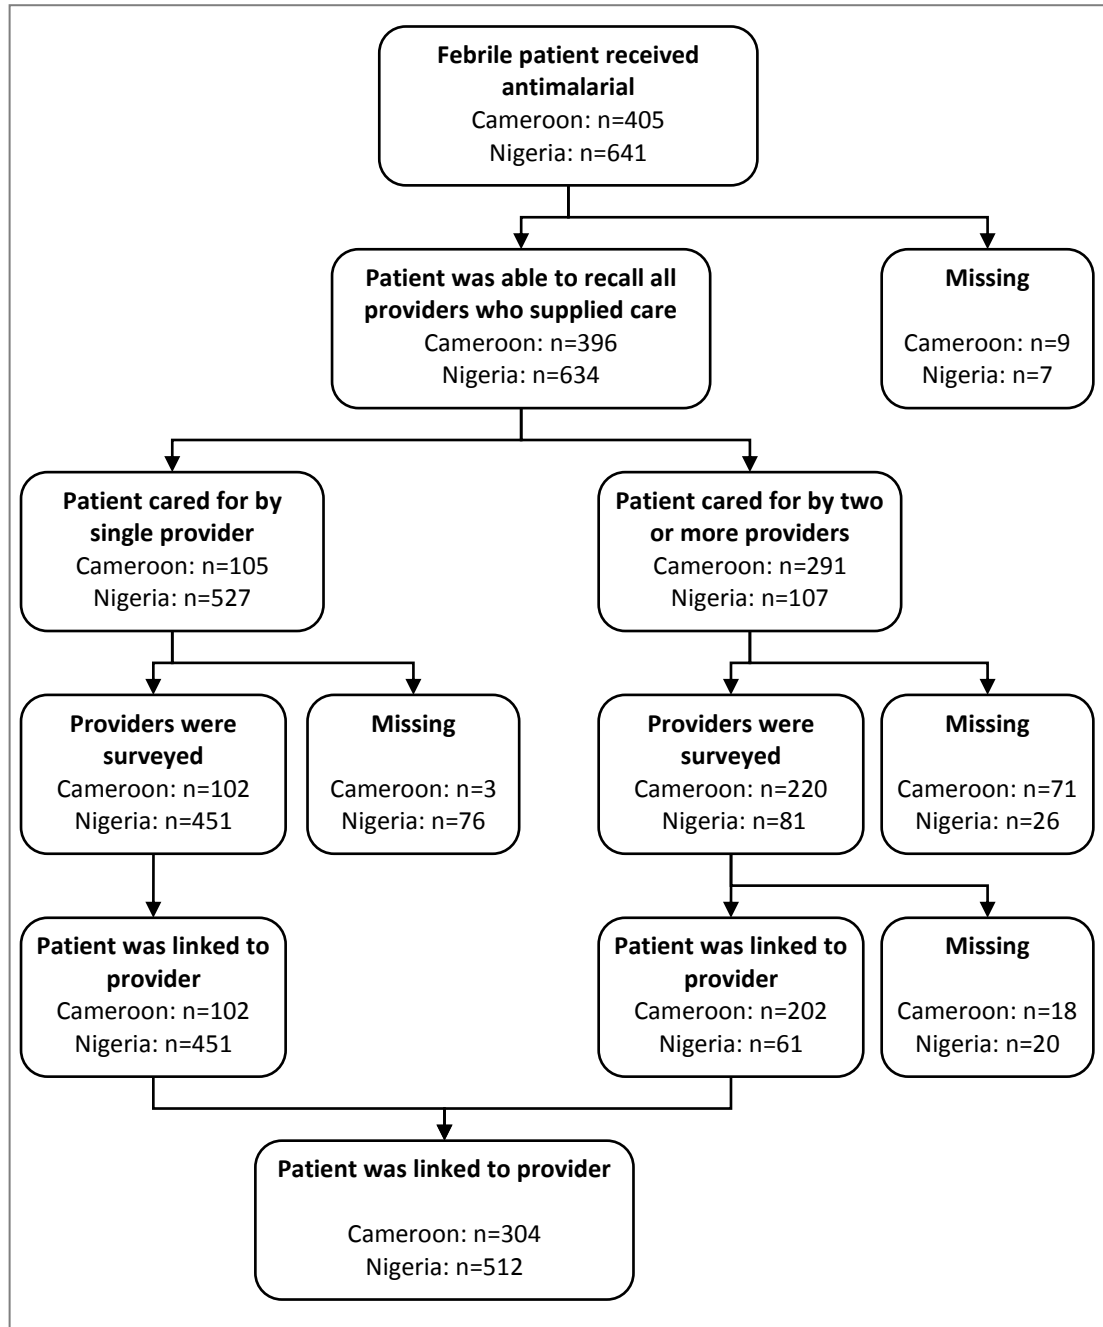 Febrile patient received
antimalarial
Cameroon: n=405
Nigeria: n=641
Patient was able to recall all
providers who supplied care
Cameroon: n=396
Nigeria: n=634
Missing
Cameroon: n=9
Nigeria: n=7
Patient cared for by
single provider
Cameroon: n=105
Nigeria: n=527
Patient cared for by two
or more providers
Cameroon: n=291
Nigeria: n=107
Providers were
surveyed
Cameroon: n=102
Nigeria: n=451
Missing
Cameroon: n=3
Nigeria: n=76
Providers were
surveyed
Cameroon: n=220
Nigeria: n=81
Missing
Cameroon: n=71
Nigeria: n=26
Patient was linked to
provider
Cameroon: n=102
Nigeria: n=451
Patient was linked to
provider
Cameroon: n=202
Nigeria: n=61
Missing
Cameroon: n=18
Nigeria: n=20
Patient was linked to provider
Cameroon: n=304
Nigeria: n=512